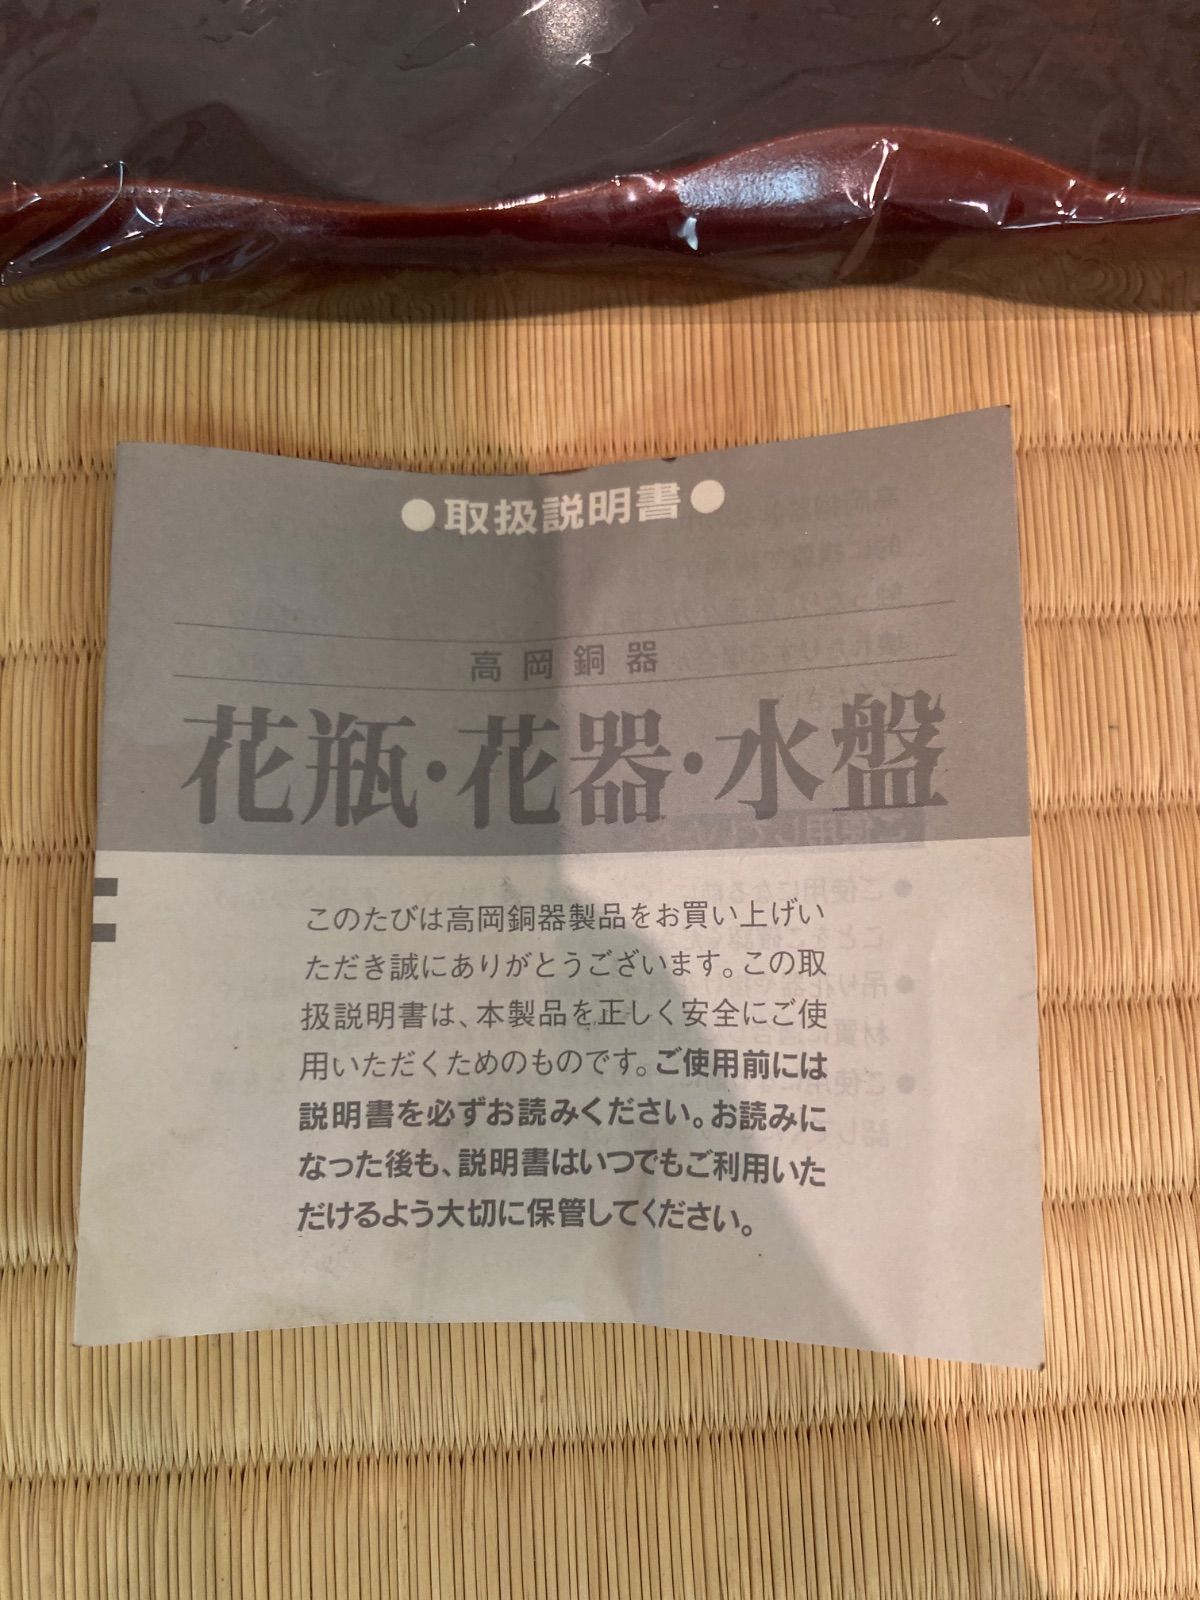 ●取扱説明書●
高岡銅器
花瓶・花器・水盤
このたびは高岡銅器製品をお買い上げい
ただき誠にありがとうございます。この取
扱説明書は、本製品を正しく安全にご使
用いただくためのものです。ご使用前には
説明書を必ずお読みください。お読みに
なった後も、説明書はいつでもご利用いた
だけるよう大切に保管してください。